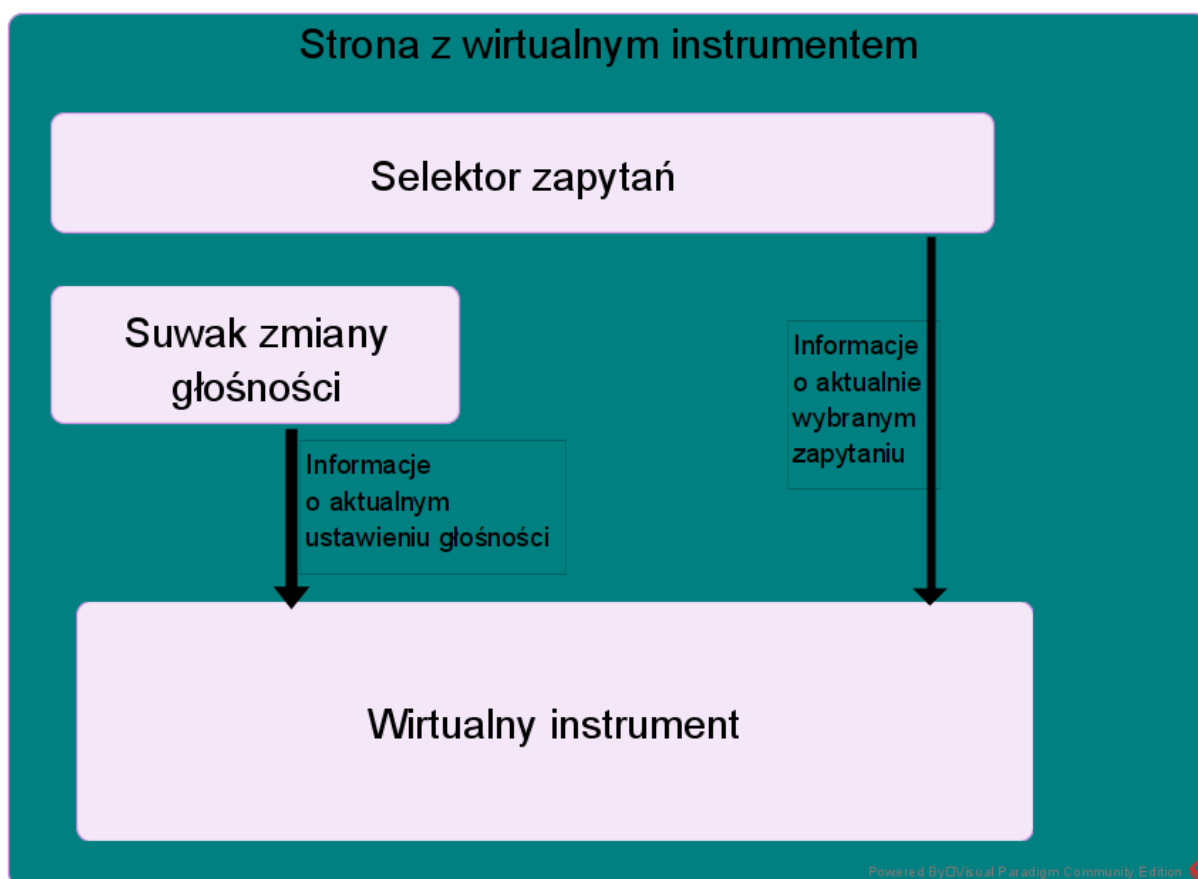 Strona z wirtualnym instrumentem
Selektor zapytań
Suwak zmiany
głośności
Informacje
o aktualnie
wybranym
zapytaniu
Informacje
o aktualnym
ustawieniu głośności
Wirtualny instrument
Powered By□Visual Paradigm Community Edition